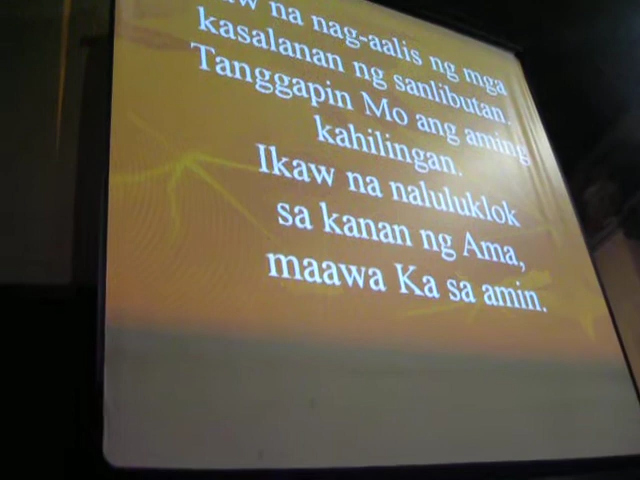 na nag-aalis ng mga
kasalanan ng sanlibutan.
Tanggapin Mo ang aming
kahilingan.
Ikaw na naluluklok
sa kanan ng Ama,
maawa Ka sa amin.